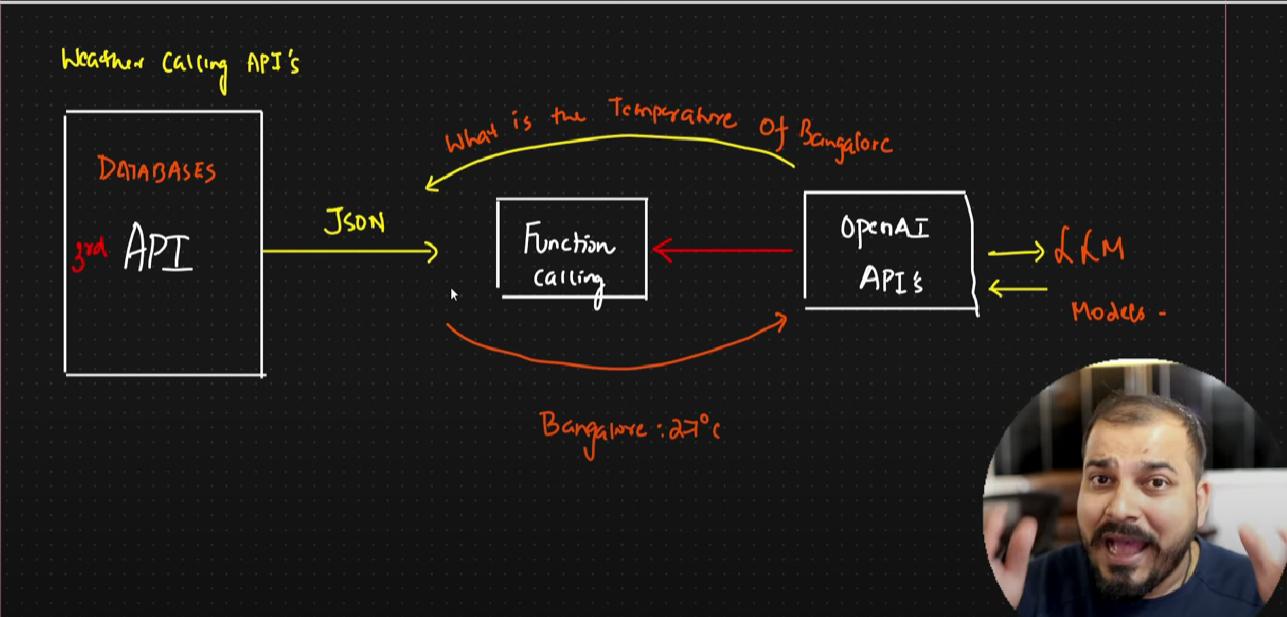 Weather Calling API's
What is the Temperature Of Bangalore
DATABASES
3rd API
JSON
Function
Calling
OpenAI
API's
LLM
Models -
Bangalore : 27°C